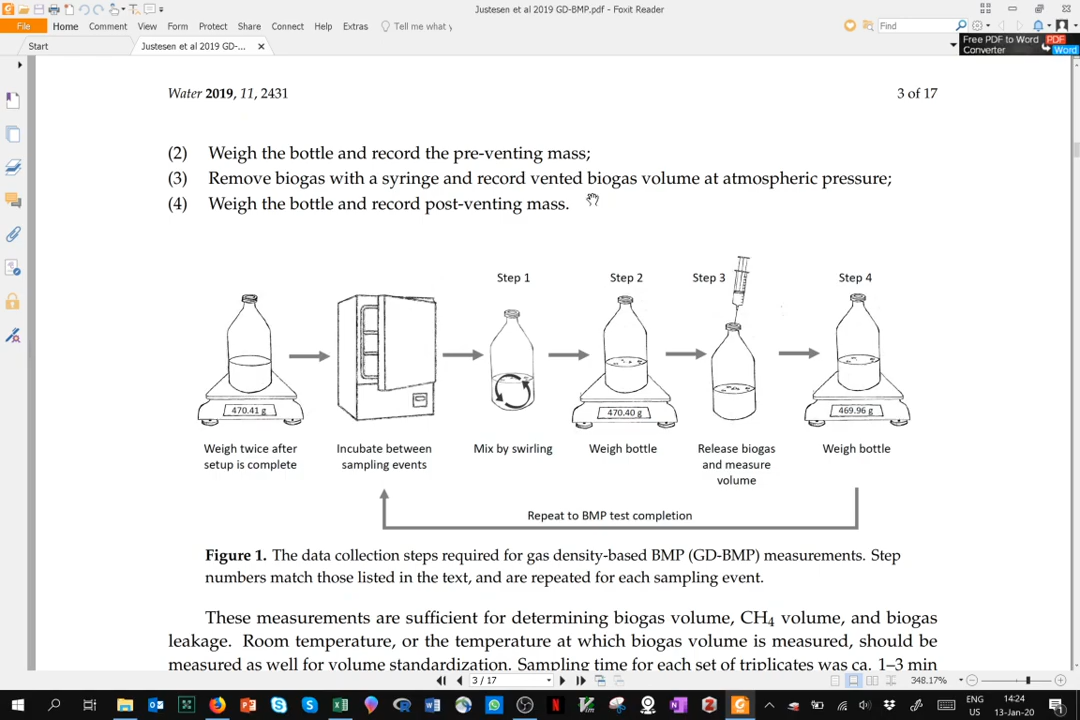 Justesen et al 2019 GD-BMP.pdf - Foxit Reader
File Home Comment View Form Protect Share Connect Help Extras Tell me what y
Find
Free PDF to Word
Converter
PDF
Word
Start
Justesen et al 2019 GD-...
Water 2019, 11, 2431
3 of 17
(2) Weigh the bottle and record the pre-venting mass;
(3) Remove biogas with a syringe and record vented biogas volume at atmospheric pressure;
(4) Weigh the bottle and record post-venting mass.
Step 1
Step 2
Step 3
Step 4
470.41 g
470.40 g
469.96 g
Weigh twice after
setup is complete
Incubate between
sampling events
Mix by swirling
Weigh bottle
Release biogas
and measure
volume
Weigh bottle
Repeat to BMP test completion
Figure 1. The data collection steps required for gas density-based BMP (GD-BMP) measurements. Step
numbers match those listed in the text, and are repeated for each sampling event.
These measurements are sufficient for determining biogas volume, CH4 volume, and biogas
leakage. Room temperature, or the temperature at which biogas volume is measured, should be
measured as well for volume standardization. Sampling time for each set of triplicates was ca. 1–3 min
3 / 17
348.17%
ENG
US
14:24
13-Jan-20